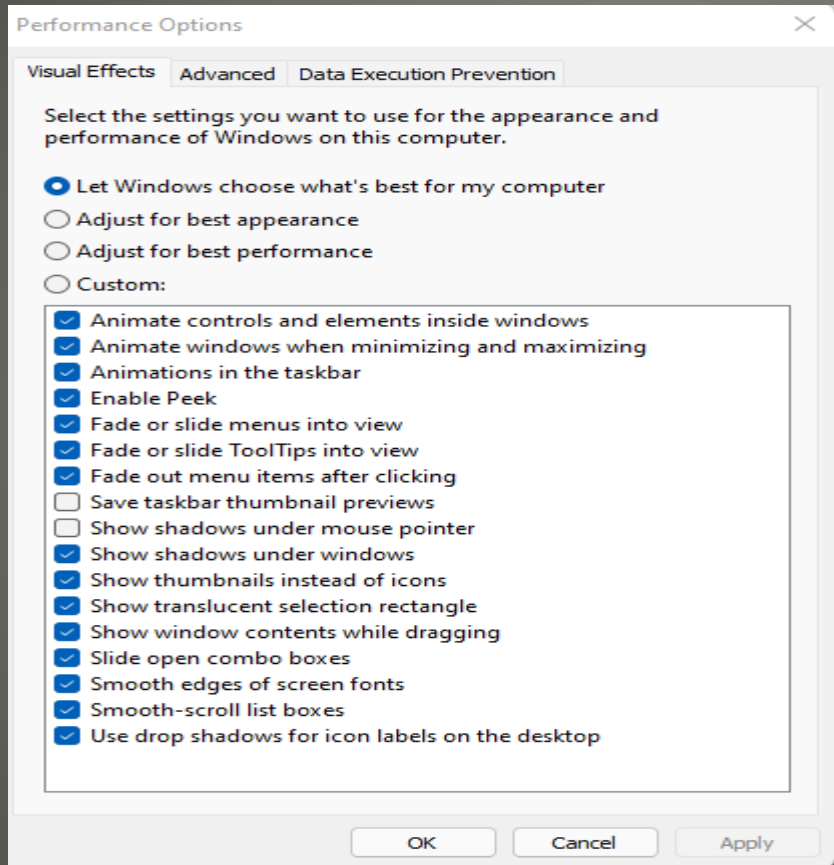 Performance Options
Visual Effects
Advanced
Data Execution Prevention
Select the settings you want to use for the appearance and
performance of Windows on this computer.
Let Windows choose what's best for my computer
Adjust for best appearance
Adjust for best performance
Custom:
Animate controls and elements inside windows
Animate windows when minimizing and maximizing
Animations in the taskbar
Enable Peek
Fade or slide menus into view
Fade or slide ToolTips into view
Fade out menu items after clicking
Save taskbar thumbnail previews
Show shadows under mouse pointer
Show shadows under windows
Show thumbnails instead of icons
Show translucent selection rectangle
Show window contents while dragging
Slide open combo boxes
Smooth edges of screen fonts
Smooth-scroll list boxes
Use drop shadows for icon labels on the desktop
OK
Cancel
Apply